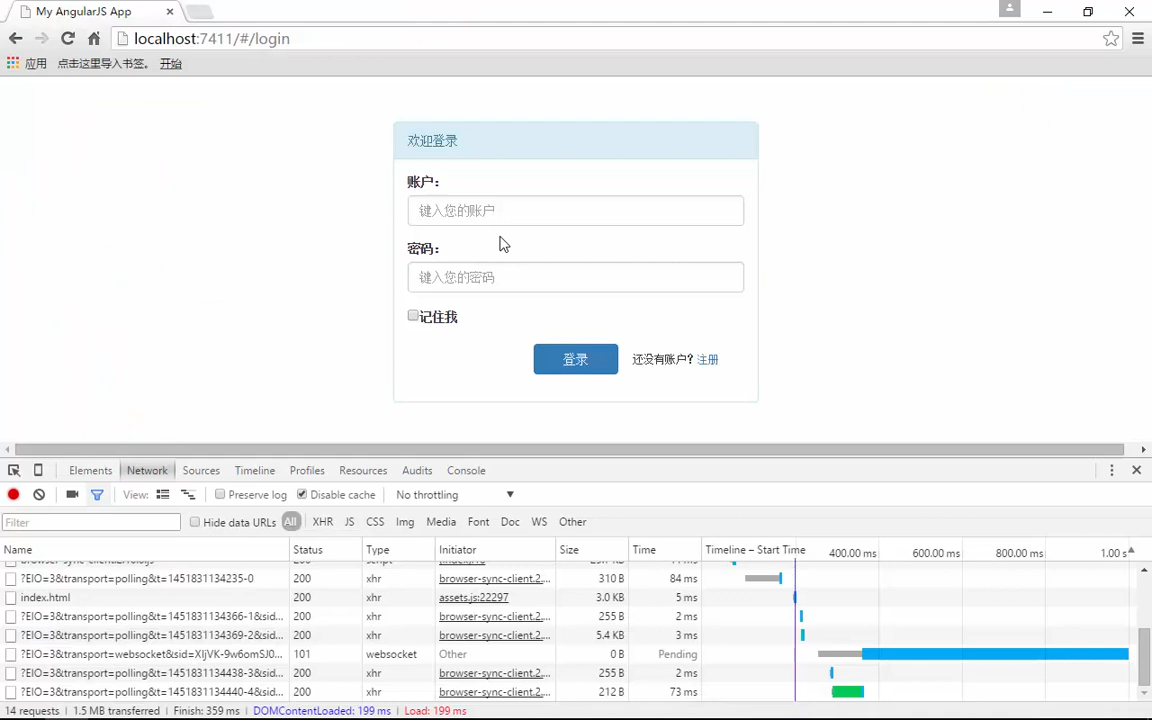 My AngularJS App
localhost:7411/#/login
应用 点击这里导入书签。 开始
欢迎登录
账户：
键入您的账户
密码：
键入您的密码
记住我
登录 还没有账户？ 注册
Elements Network Sources Timeline Profiles Resources Audits Console
View: Preserve log Disable cache No throttling
Filter Hide data URLs All XHR JS CSS Img Media Font Doc WS Other
Name Status Type Initiator Size Time Timeline – Start Time 400.00 ms 600.00 ms 800.00 ms 1.00 s
?EIO=3&transport=polling&t=1451831134235-0 200 xhr browser-sync-client.2.... 310 B 84 ms
index.html 200 xhr assets.js:22297 3.0 KB 5 ms
?EIO=3&transport=polling&t=1451831134366-1&sid... 200 xhr browser-sync-client.2.... 255 B 2 ms
?EIO=3&transport=polling&t=1451831134369-2&sid... 200 xhr browser-sync-client.2.... 5.4 KB 3 ms
?EIO=3&transport=websocket&sid=XIjVK-9w6omSJ0... 101 websocket Other 0 B Pending
?EIO=3&transport=polling&t=1451831134438-3&sid... 200 xhr browser-sync-client.2.... 255 B 2 ms
?EIO=3&transport=polling&t=1451831134440-4&sid... 200 xhr browser-sync-client.2.... 212 B 73 ms
14 requests | 1.5 MB transferred | Finish: 359 ms | DOMContentLoaded: 199 ms | Load: 199 ms